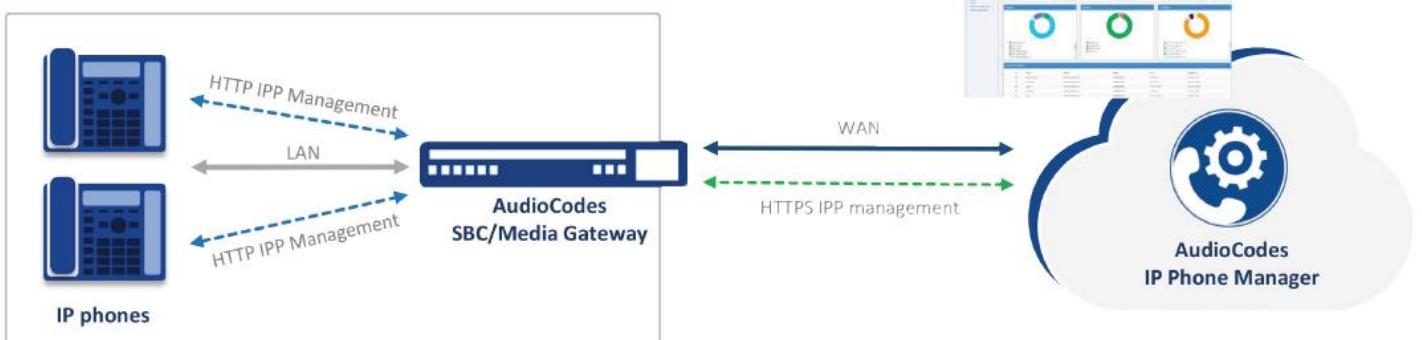 HTTP IPP Management
LAN
HTTP IPP Management
IP phones
AudioCodes
SBC/Media Gateway
WAN
HTTPS IPP management
AudioCodes
IP Phone Manager